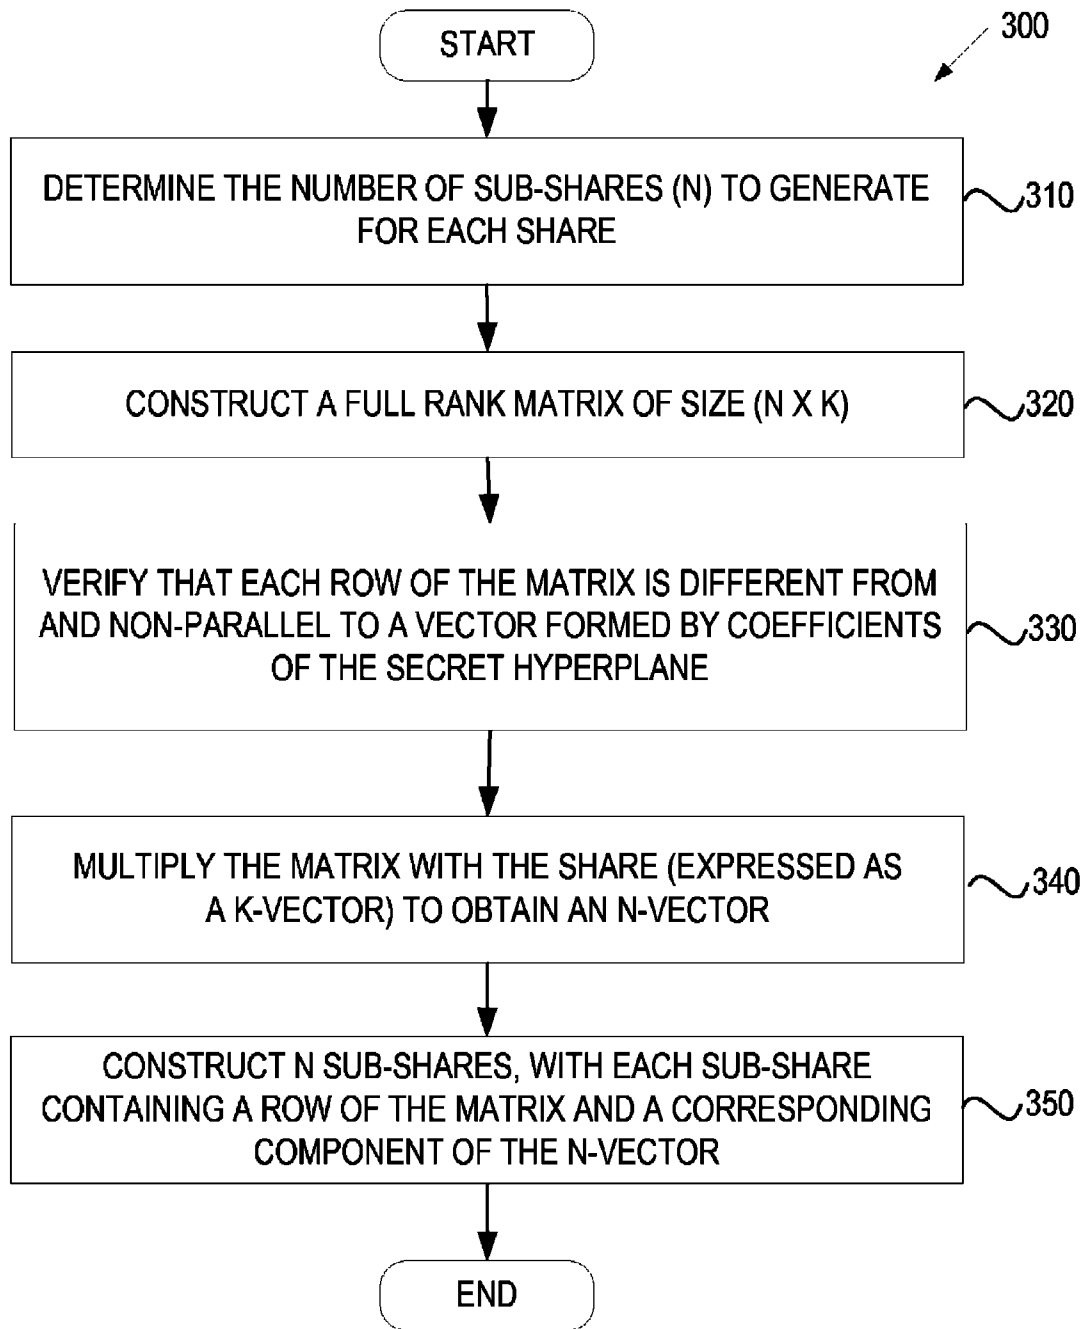 START
300
DETERMINE THE NUMBER OF SUB-SHARES (N) TO GENERATE
FOR EACH SHARE
310
CONSTRUCT A FULL RANK MATRIX OF SIZE (N X K)
320
VERIFY THAT EACH ROW OF THE MATRIX IS DIFFERENT FROM
AND NON-PARALLEL TO A VECTOR FORMED BY COEFFICIENTS
OF THE SECRET HYPERPLANE
330
MULTIPLY THE MATRIX WITH THE SHARE (EXPRESSED AS
A K-VECTOR) TO OBTAIN AN N-VECTOR
340
CONSTRUCT N SUB-SHARES, WITH EACH SUB-SHARE
CONTAINING A ROW OF THE MATRIX AND A CORRESPONDING
COMPONENT OF THE N-VECTOR
350
END